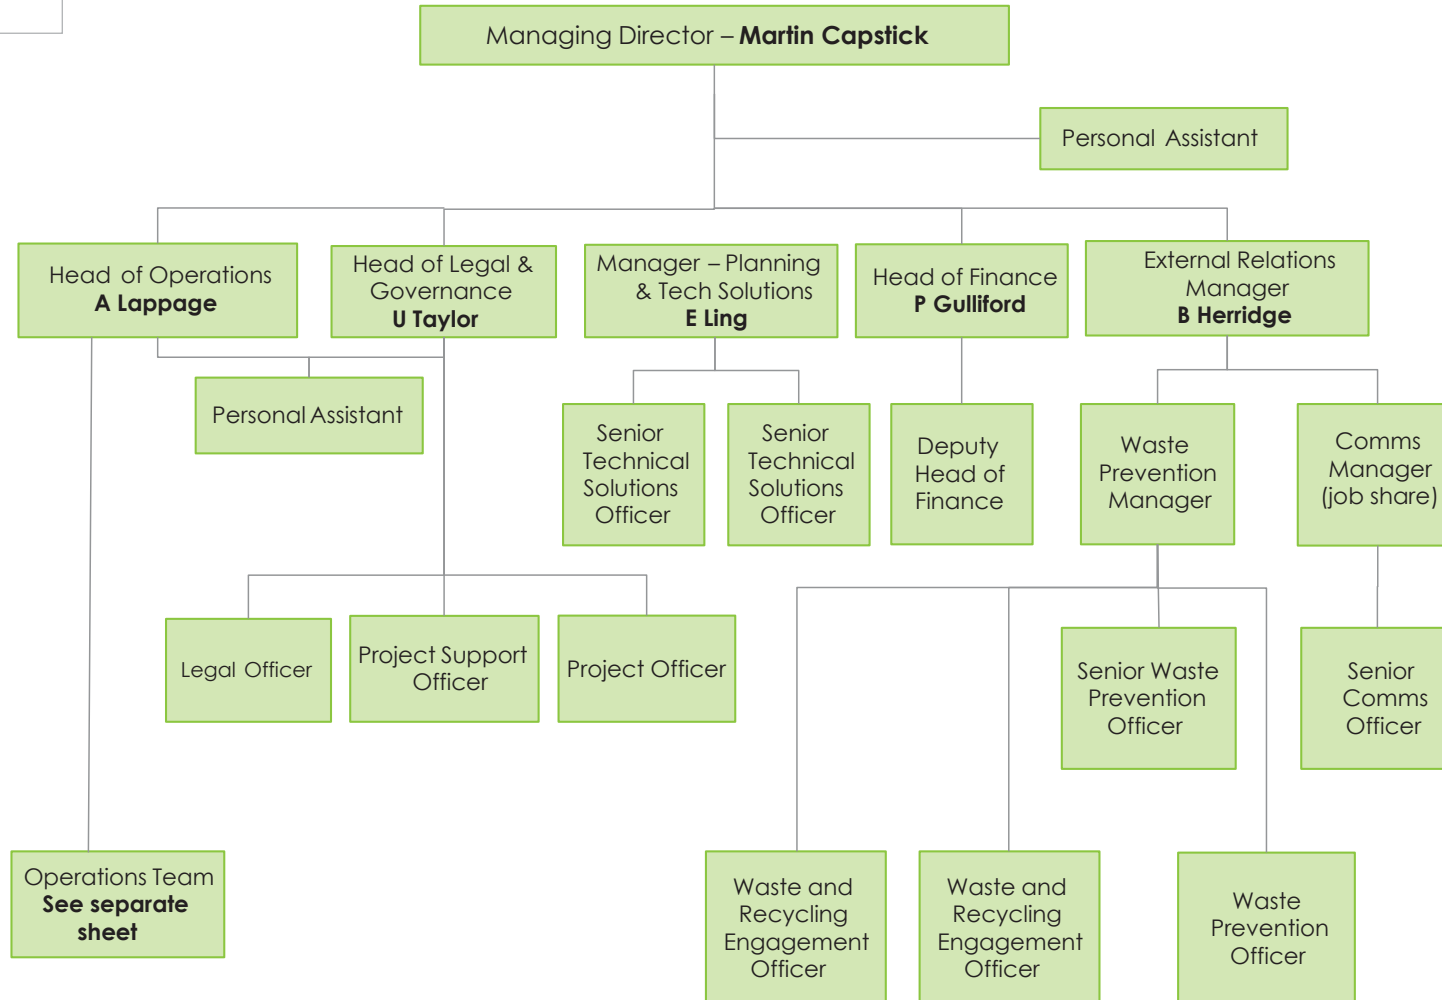 Managing Director – Martin Capstick
Personal Assistant
Head of Operations
A Lappage
Head of Legal &
Governance
U Taylor
Manager – Planning
& Tech Solutions
E Ling
Head of Finance
P Gulliford
External Relations
Manager
B Herridge
Personal Assistant
Senior
Technical
Solutions
Officer
Senior
Technical
Solutions
Officer
Deputy
Head of
Finance
Waste
Prevention
Manager
Comms
Manager
(job share)
Legal Officer
Project Support
Officer
Project Officer
Senior Waste
Prevention
Officer
Senior
Comms
Officer
Operations Team
See separate
sheet
Waste and
Recycling
Engagement
Officer
Waste and
Recycling
Engagement
Officer
Waste
Prevention
Officer